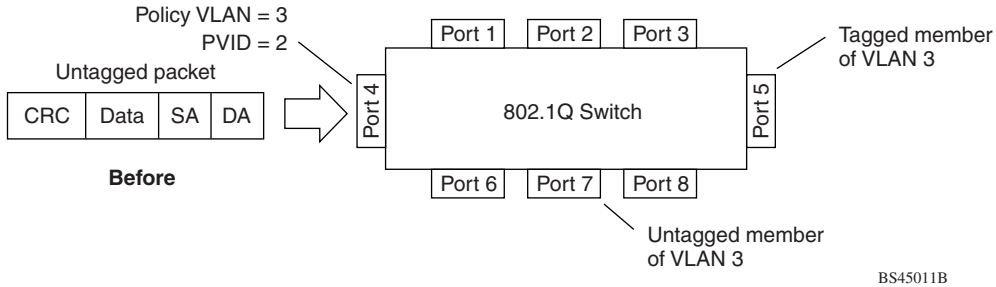 Policy VLAN = 3
PVID = 2
Untagged packet
CRC
Data
SA
DA
Before
Port 1
Port 2
Port 3
Port 4
802.1Q Switch
Port 5
Port 6
Port 7
Port 8
Tagged member
of VLAN 3
Untagged member
of VLAN 3
BS45011B